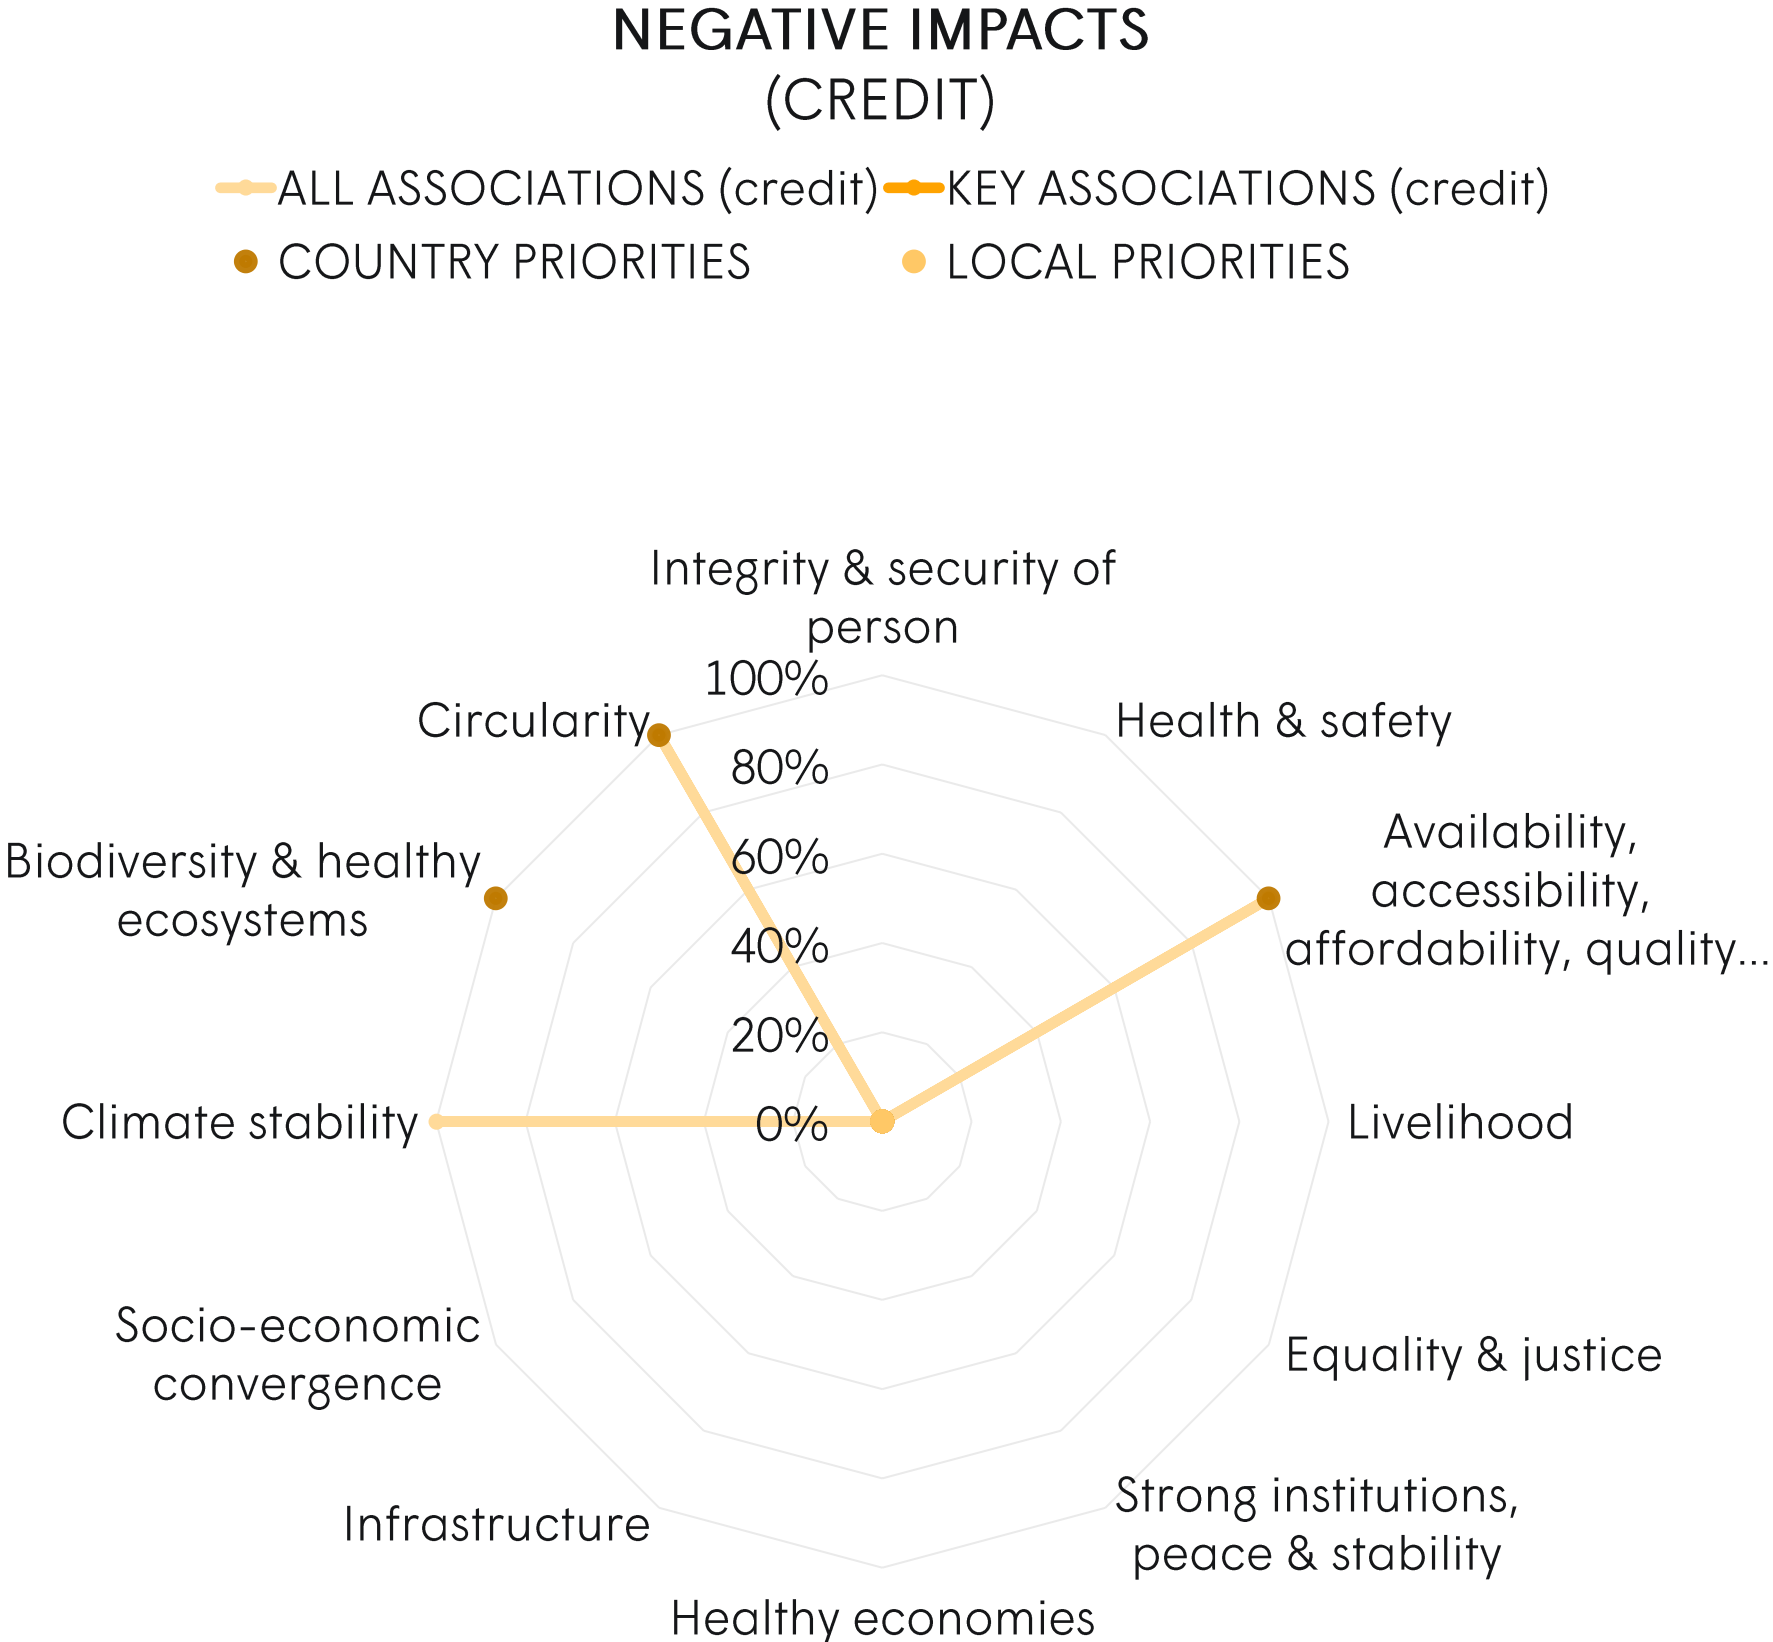 NEGATIVE IMPACTS
(CREDIT)
ALL ASSOCIATIONS (credit)
KEY ASSOCIATIONS (credit)
COUNTRY PRIORITIES
LOCAL PRIORITIES
Integrity & security of
person
100%
80%
60%
40%
20%
0%
Health & safety
Availability,
accessibility,
affordability, quality...
Livelihood
Equality & justice
Strong institutions,
peace & stability
Healthy economies
Infrastructure
Socio-economic
convergence
Climate stability
Biodiversity & healthy
ecosystems
Circularity